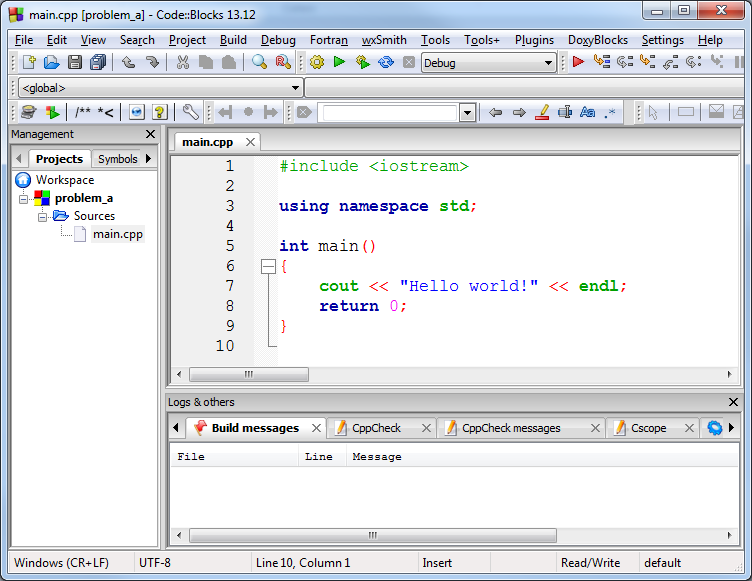 main.cpp [problem_a] - Code::Blocks 13.12
File Edit View Search Project Build Debug Fortran wxSmith Tools Tools+ Plugins DoxyBlocks Settings Help
Debug
<global>
/** *<
Aa .*
Management
Projects Symbols
Workspace
problem_a
Sources
main.cpp
main.cpp
1 #include <iostream>
2
3 using namespace std;
4
5 int main()
6 {
7 cout << "Hello world!" << endl;
8 return 0;
9 }
10
Logs & others
Build messages CppCheck CppCheck messages Cscope
File Line Message
Windows (CR+LF) UTF-8 Line 10, Column 1 Insert Read/Write default